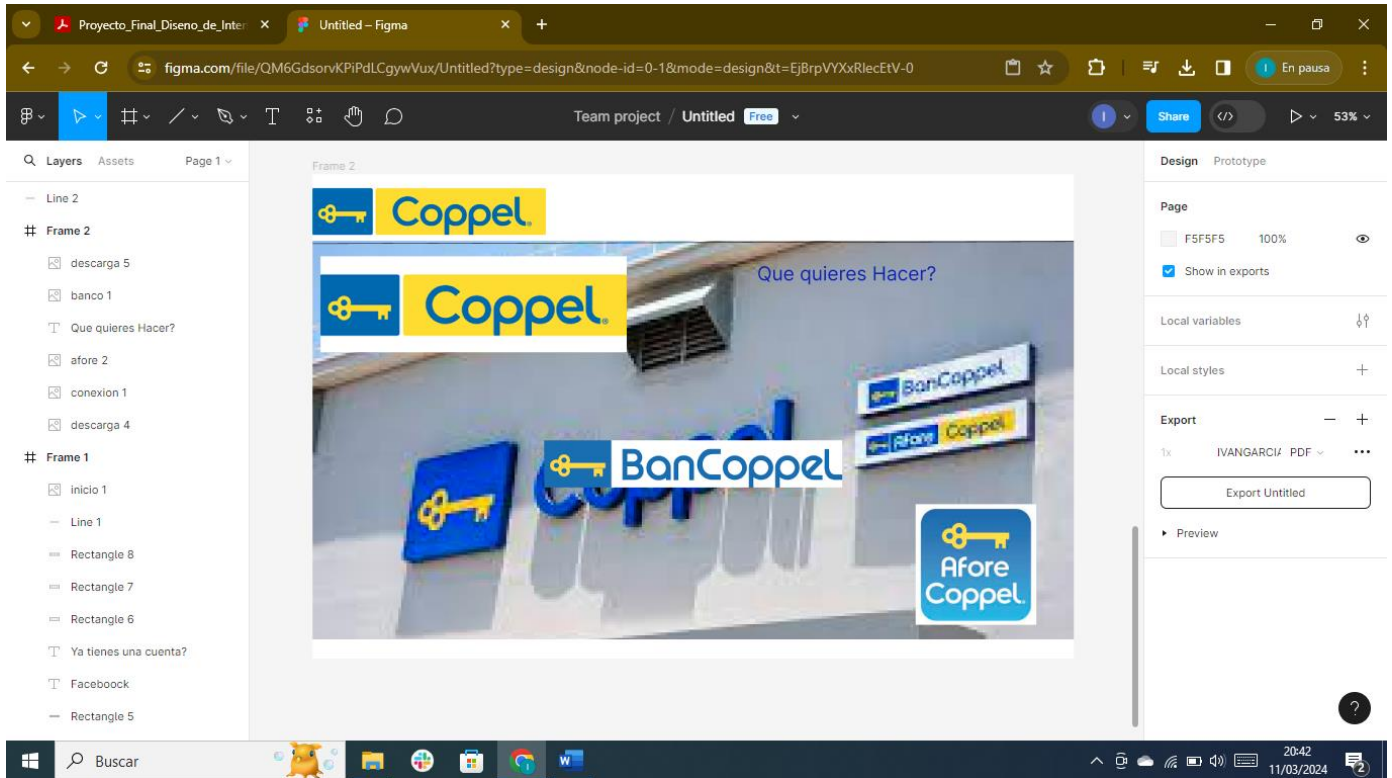 Proyecto_Final_Diseno_de_Inter
Untitled – Figma
figma.com/file/QM6GdsorvKPiPdLCgywVux/Untitled?type=design&node-id=0-1&mode=design&t=EjBrpVYXxRlecEtV-0
I En pausa
Team project / Untitled Free
I
Share
53%
Layers Assets Page 1
Design Prototype
Line 2
Frame 2
descarga 5
banco 1
Que quieres Hacer?
afore 2
conexion 1
descarga 4
Frame 1
inicio 1
Line 1
Rectangle 8
Rectangle 7
Rectangle 6
Ya tienes una cuenta?
Faceboock
Rectangle 5
Frame 2
Coppel.
Coppel.
Que quieres Hacer?
BanCoppel
Afore Coppel
Coppel
BanCoppel
Afore
Coppel.
Page
F5F5F5 100%
Show in exports
Local variables
Local styles
Export
1x IVANGARCI PDF
Export Untitled
Preview
?
Buscar
20:42
11/03/2024
2